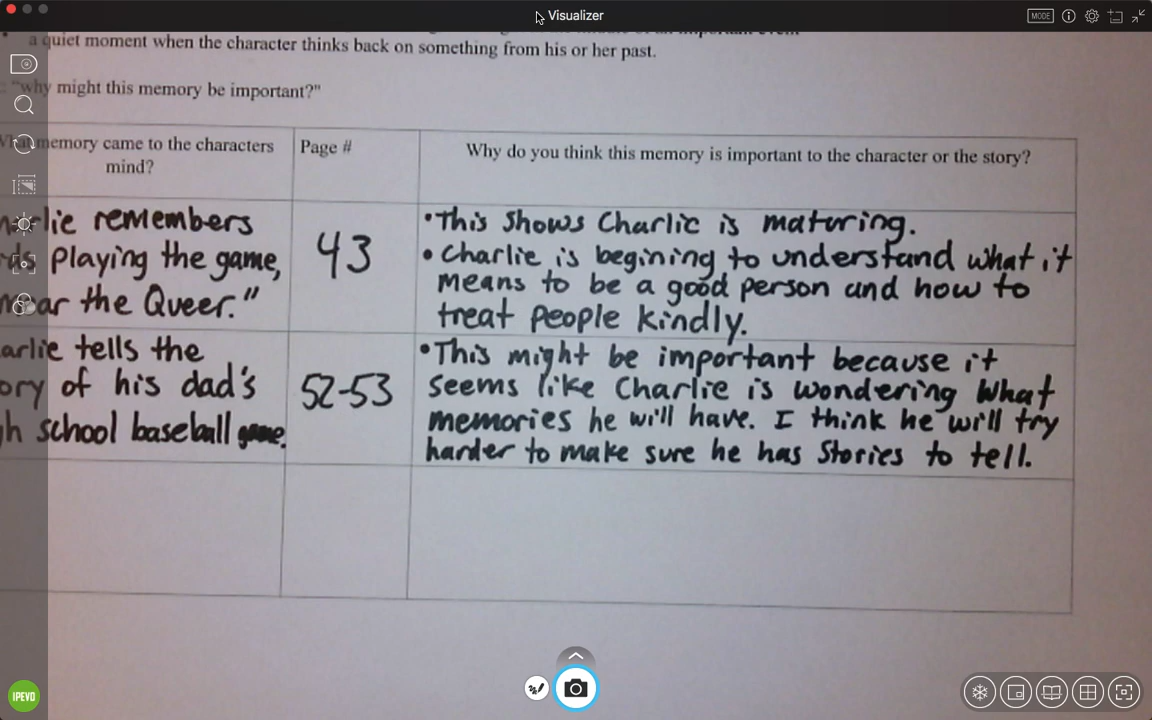 Visualizer
MODE
a quiet moment when the character thinks back on something from his or her past.
"why might this memory be important?"
memory came to the characters
mind?
Page #
Why do you think this memory is important to the character or the story?
remembers
playing the game,
the Queer."
43
• This shows Charlie is maturing.
• Charlie is begining to understand what it
means to be a good person and how to
treat people kindly.
tells the
of his dad's
school baseball game.
52-53
• This might be important because it
seems like Charlie is wondering what
memories he will have. I think he will try
harder to make sure he has stories to tell.
IPEVO